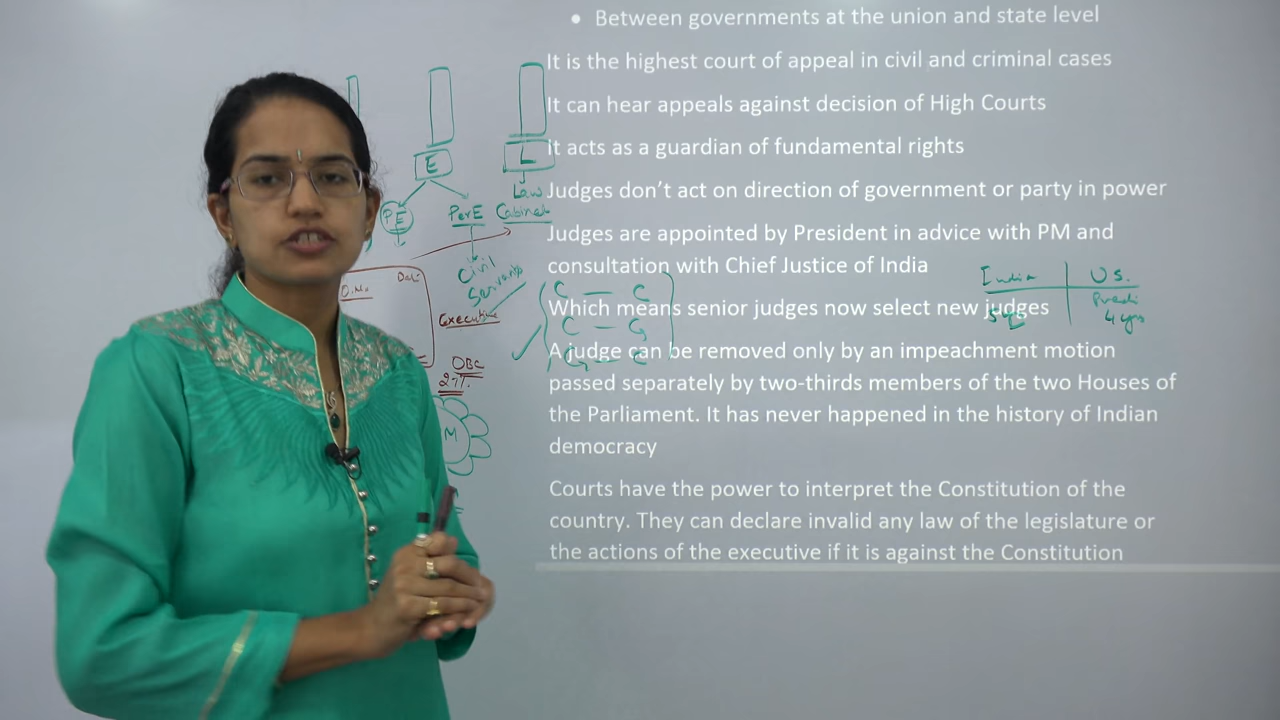 • Between governments at the union and state level
It is the highest court of appeal in civil and criminal cases
It can hear appeals against decision of High Courts
It acts as a guardian of fundamental rights
Judges don't act on direction of government or party in power
Judges are appointed by President in advice with PM and
consultation with Chief Justice of India
Which means senior judges now select new judges
A judge can be removed only by an impeachment motion
passed separately by two-thirds members of the two Houses of
the Parliament. It has never happened in the history of Indian
democracy
Courts have the power to interpret the Constitution of the
country. They can declare invalid any law of the legislature or
the actions of the executive if it is against the Constitution
E
L
PE
PerE
Law
Cabinet
Civil
Servants
O.M.
Executive
OBC
27%
M
C – C
C – G
G – C
India
US.
4 yrs